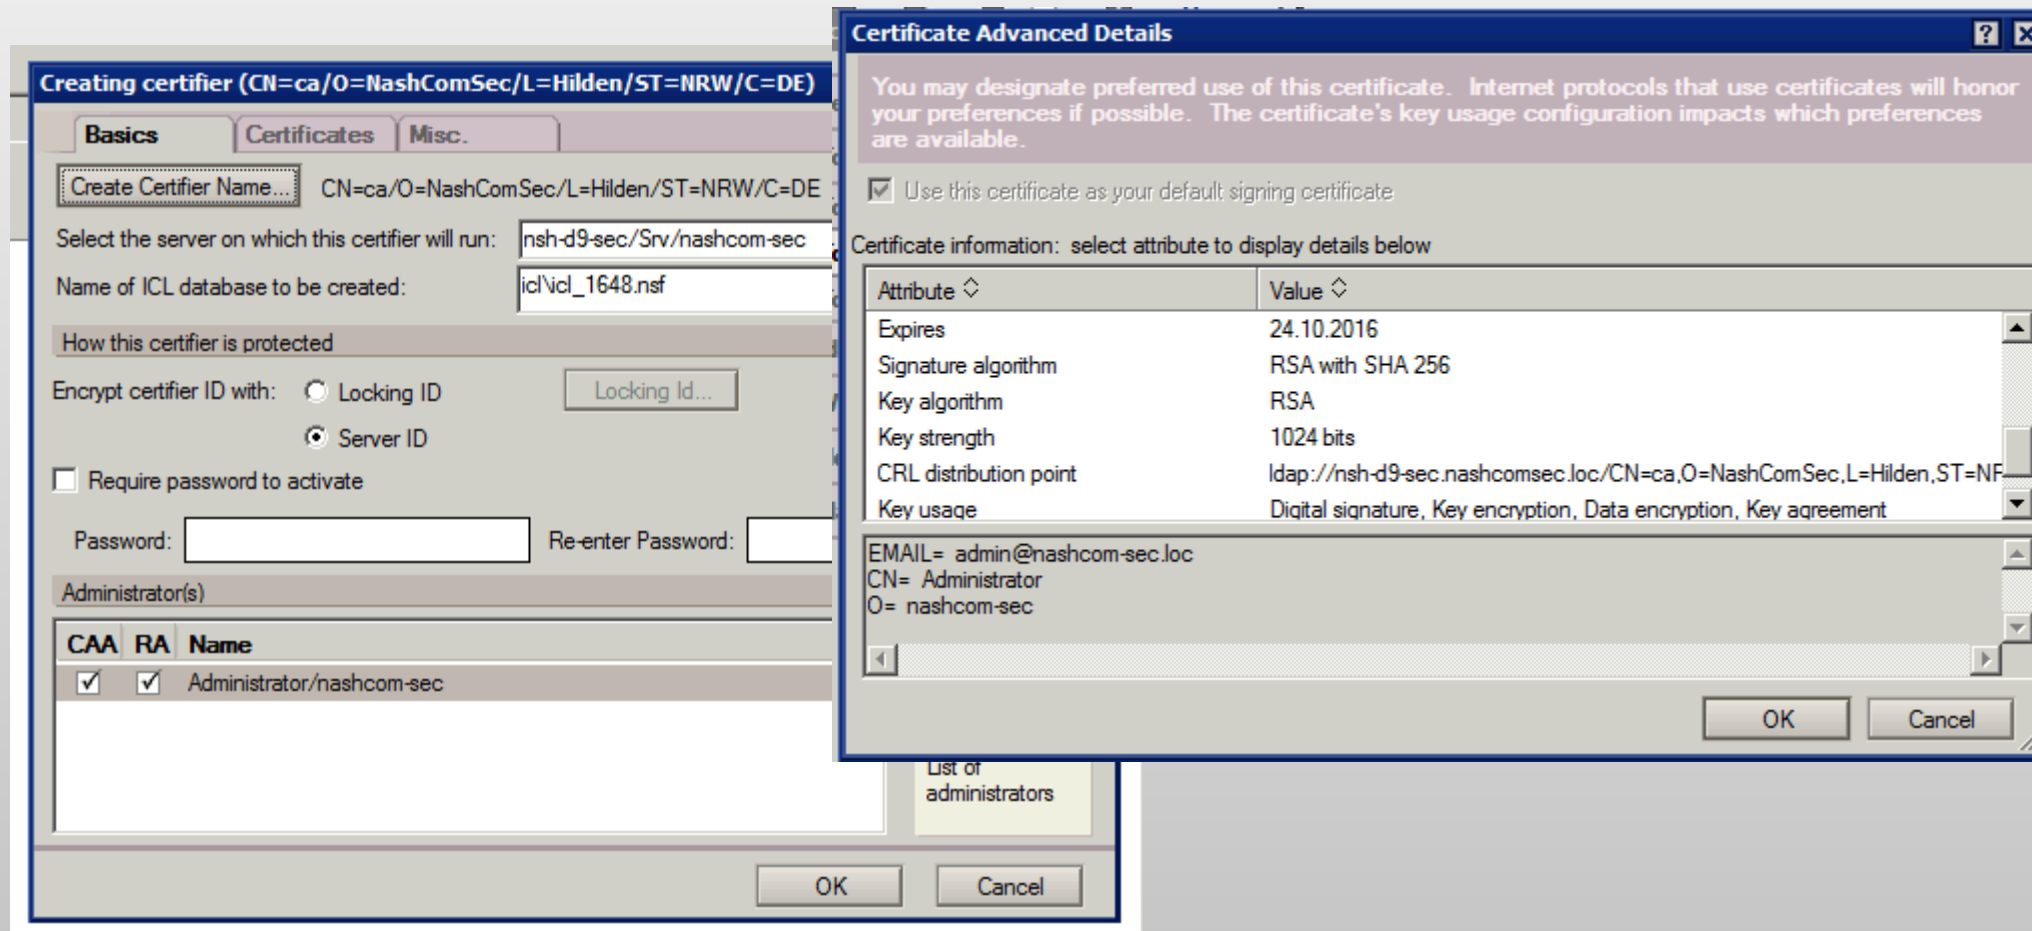 Creating certifier (CN=ca/O=NashComSec/L=Hilden/ST=NRW/C=DE)
Basics Certificates Misc.
Create Certifier Name... CN=ca/O=NashComSec/L=Hilden/ST=NRW/C=DE
Select the server on which this certifier will run: nsh-d9-sec/Srv/nashcom-sec
Name of ICL database to be created: icl\icl_1648.nsf
How this certifier is protected
Encrypt certifier ID with: Locking ID Locking Id...
Server ID
Require password to activate
Password: Re-enter Password:
Administrator(s)
CAA RA Name
Administrator/nashcom-sec
List of
administrators
OK Cancel
Certificate Advanced Details
You may designate preferred use of this certificate. Internet protocols that use certificates will honor
your preferences if possible. The certificate's key usage configuration impacts which preferences
are available.
Use this certificate as your default signing certificate
Certificate information: select attribute to display details below
Attribute Value
Expires 24.10.2016
Signature algorithm RSA with SHA 256
Key algorithm RSA
Key strength 1024 bits
CRL distribution point ldap://nsh-d9-sec.nashcomsec.loc/CN=ca,O=NashComSec,L=Hilden,ST=NR
Key usage Digital signature, Key encryption, Data encryption, Key agreement
EMAIL= admin@nashcom-sec.loc
CN= Administrator
O= nashcom-sec
OK Cancel